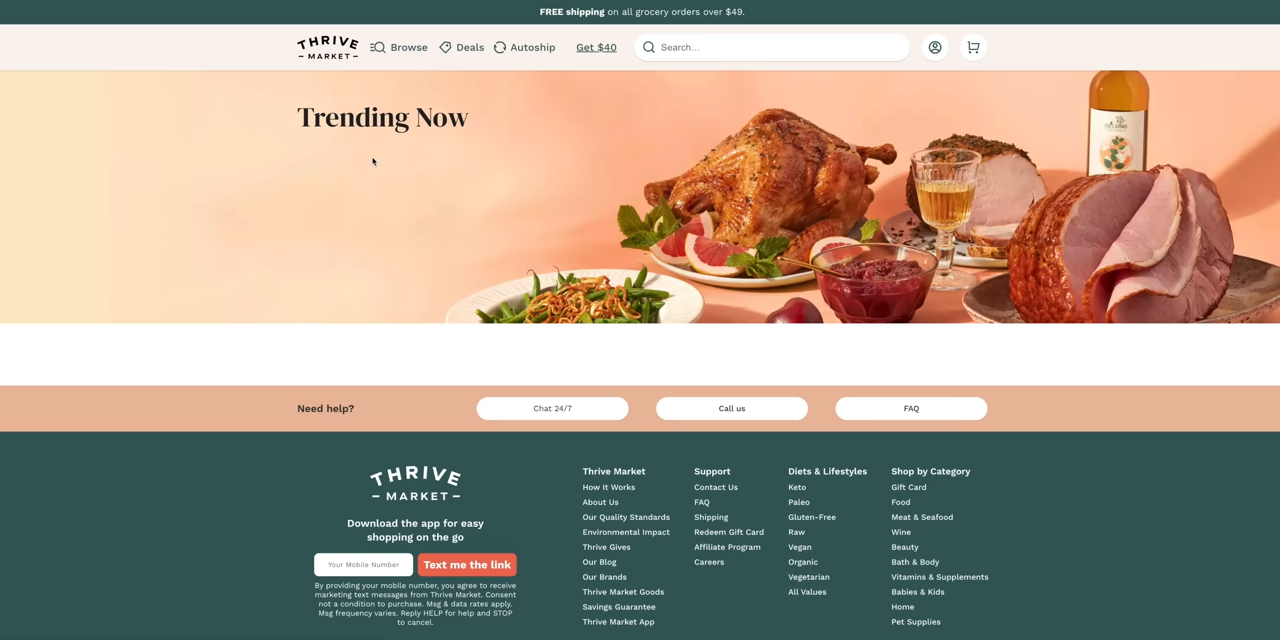 FREE shipping on all grocery orders over $49.
THRIVE
MARKET
Browse
Deals
Autoship
Get $40
Search...
Trending Now
Need help?
Chat 24/7
Call us
FAQ
THRIVE
MARKET
Download the app for easy
shopping on the go
Your Mobile Number
Text me the link
By providing your mobile number, you agree to receive
marketing text messages from Thrive Market. Consent
not a condition to purchase. Msg & data rates apply.
Msg frequency varies. Reply HELP for help and STOP
to cancel.
Thrive Market
How It Works
About Us
Our Quality Standards
Environmental Impact
Thrive Gives
Our Blog
Our Brands
Thrive Market Goods
Savings Guarantee
Thrive Market App
Support
Contact Us
FAQ
Shipping
Redeem Gift Card
Affiliate Program
Careers
Diets & Lifestyles
Keto
Paleo
Gluten-Free
Raw
Vegan
Organic
Vegetarian
All Values
Shop by Category
Gift Card
Food
Meat & Seafood
Wine
Beauty
Bath & Body
Vitamins & Supplements
Babies & Kids
Home
Pet Supplies